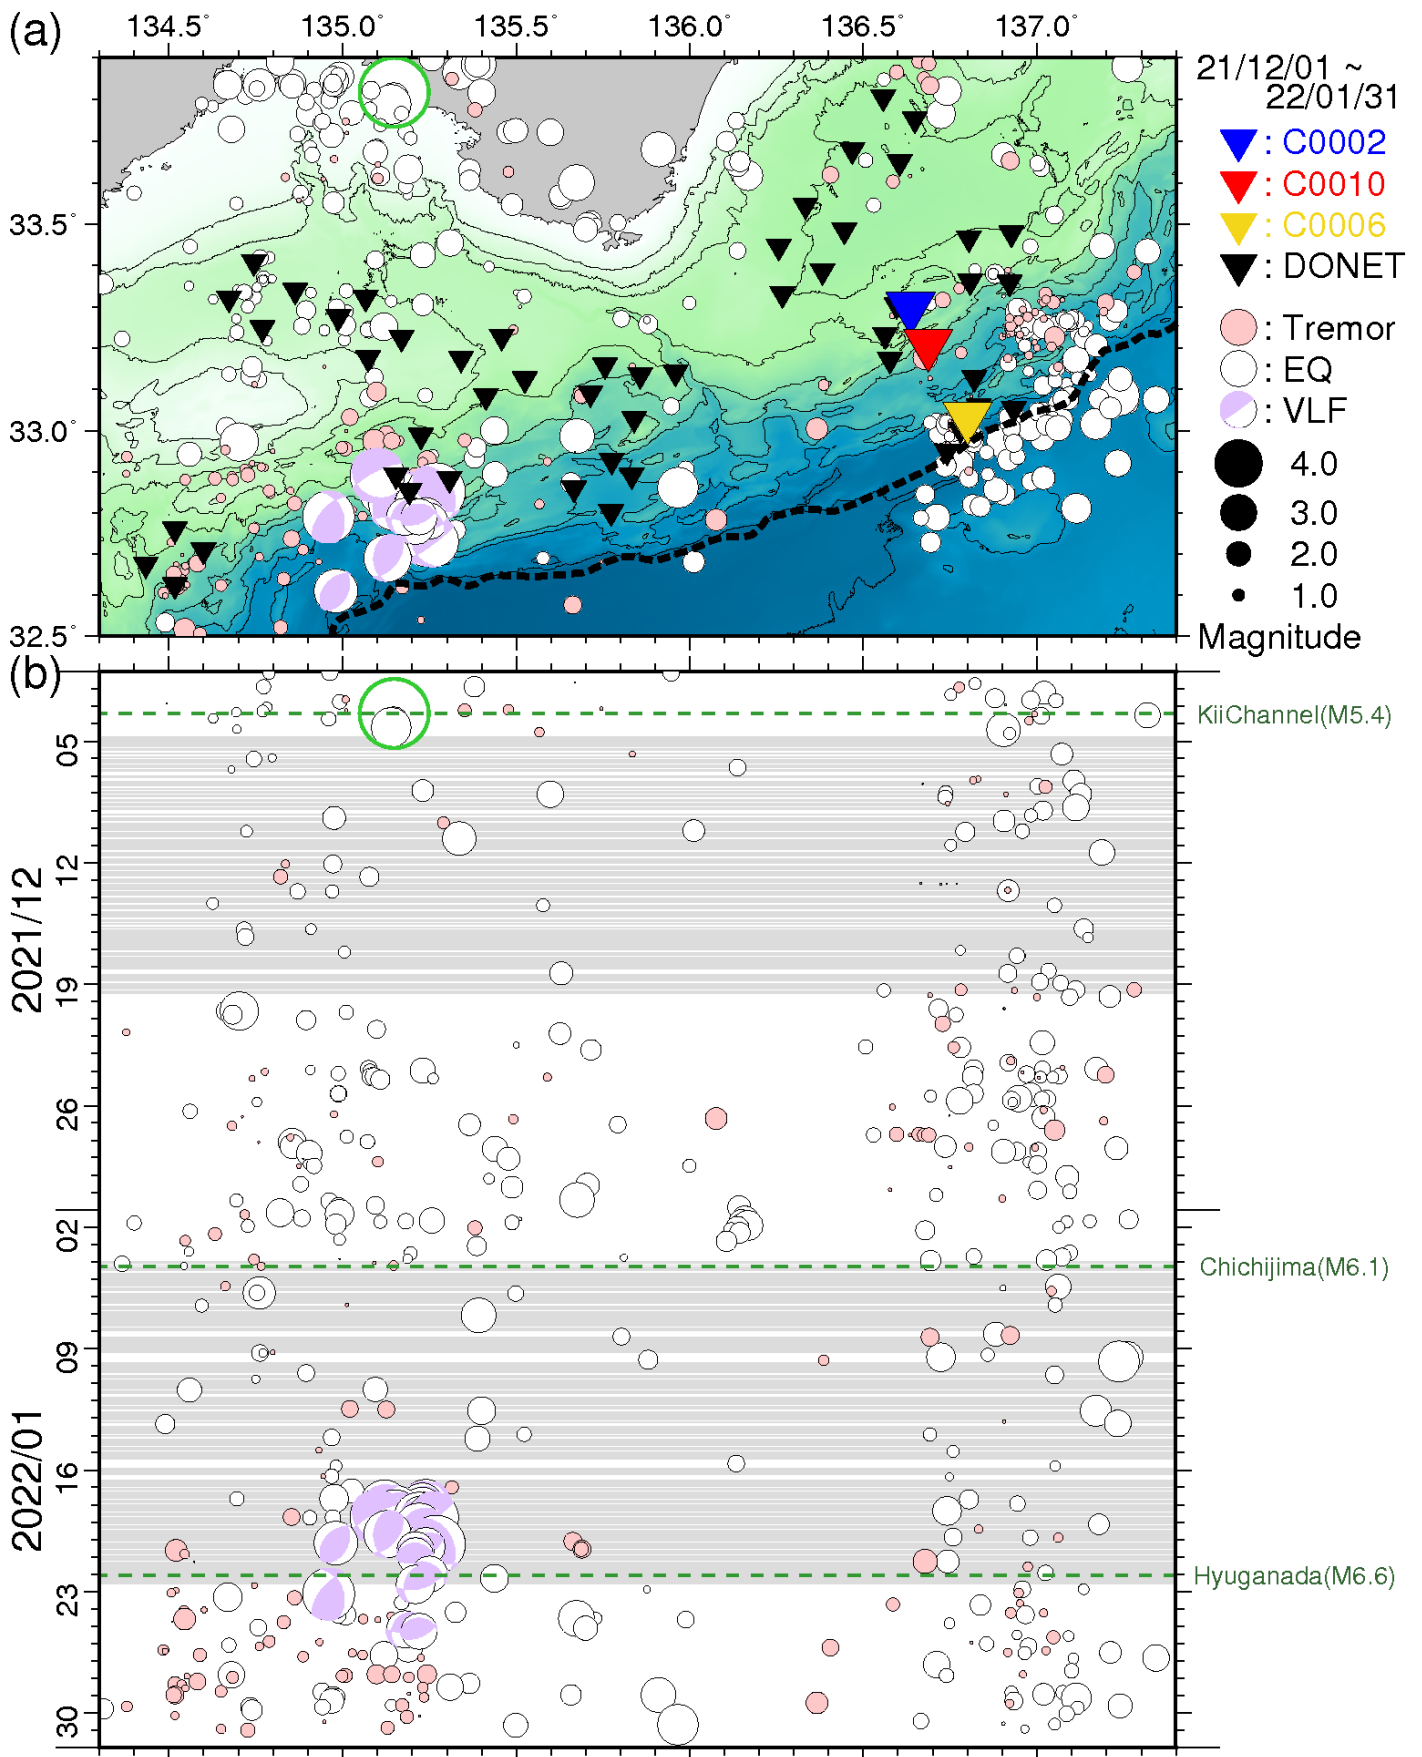 (a)
134.5°
135.0°
135.5°
136.0°
136.5°
137.0°
33.5°
33.0°
32.5°
21/12/01 ~
22/01/31
: C0002
: C0010
: C0006
: DONET
: Tremor
: EQ
: VLF
4.0
3.0
2.0
1.0
Magnitude
(b)
KiiChannel(M5.4)
05
12
19
26
02
Chichijima(M6.1)
09
16
Hyuganada(M6.6)
23
30
2021/12
2022/01